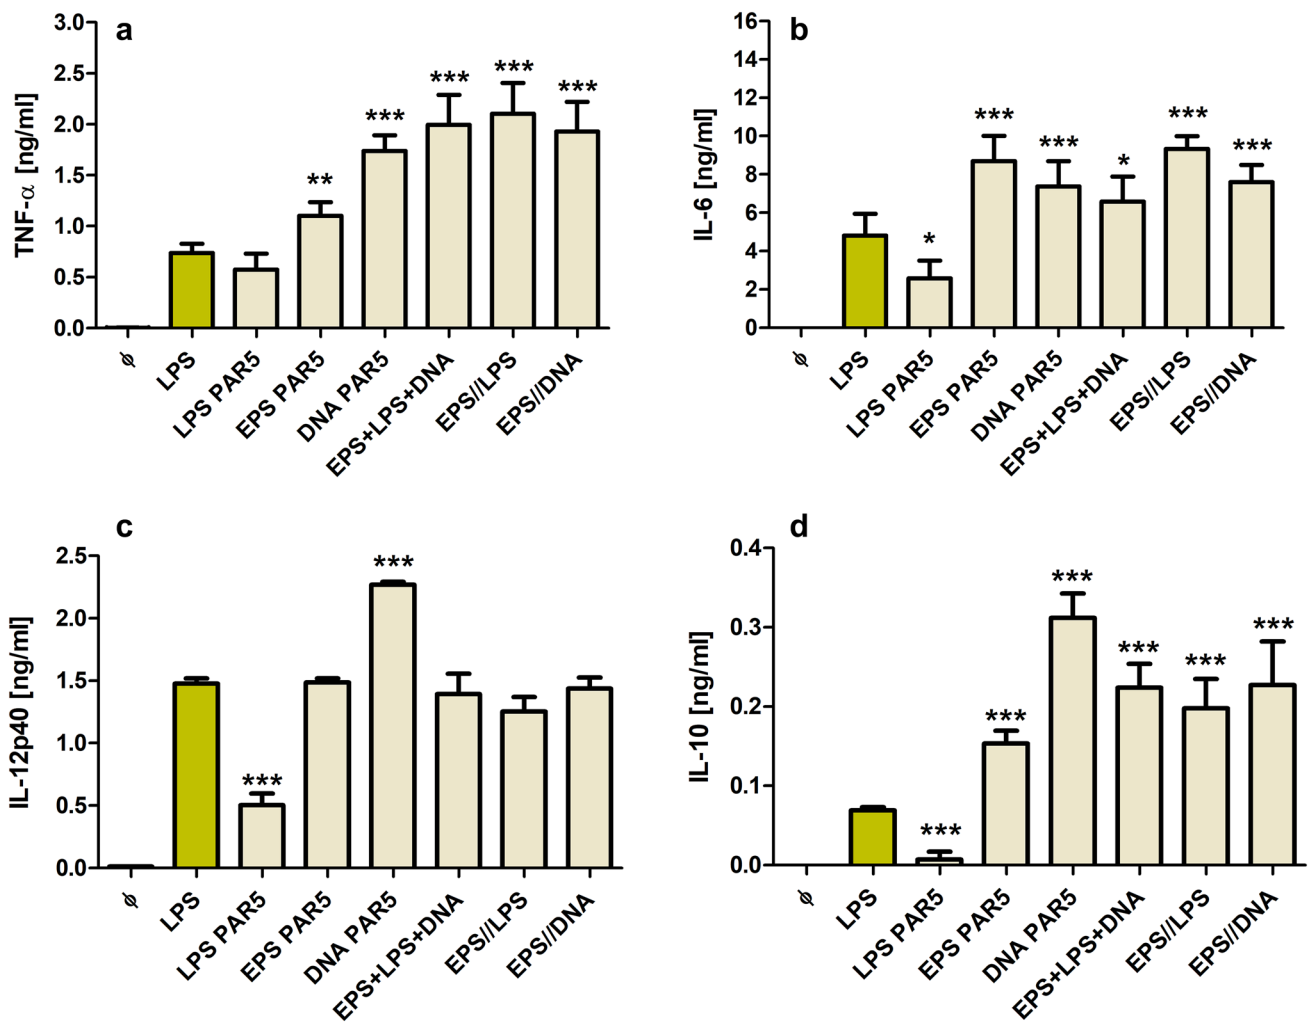 a
TNF-α [ng/ml]
3.0
2.5
2.0
1.5
1.0
0.5
0.0
**
***
***
***
***
ϕ
LPS
LPS PAR5
EPS PAR5
DNA PAR5
EPS+LPS+DNA
EPS//LPS
EPS//DNA
b
IL-6 [ng/ml]
16
14
12
10
8
6
4
2
0
*
***
***
*
***
***
ϕ
LPS
LPS PAR5
EPS PAR5
DNA PAR5
EPS+LPS+DNA
EPS//LPS
EPS//DNA
c
IL-12p40 [ng/ml]
2.5
2.0
1.5
1.0
0.5
0.0
***
***
ϕ
LPS
LPS PAR5
EPS PAR5
DNA PAR5
EPS+LPS+DNA
EPS//LPS
EPS//DNA
d
IL-10 [ng/ml]
0.4
0.3
0.2
0.1
0.0
***
***
***
***
***
***
ϕ
LPS
LPS PAR5
EPS PAR5
DNA PAR5
EPS+LPS+DNA
EPS//LPS
EPS//DNA